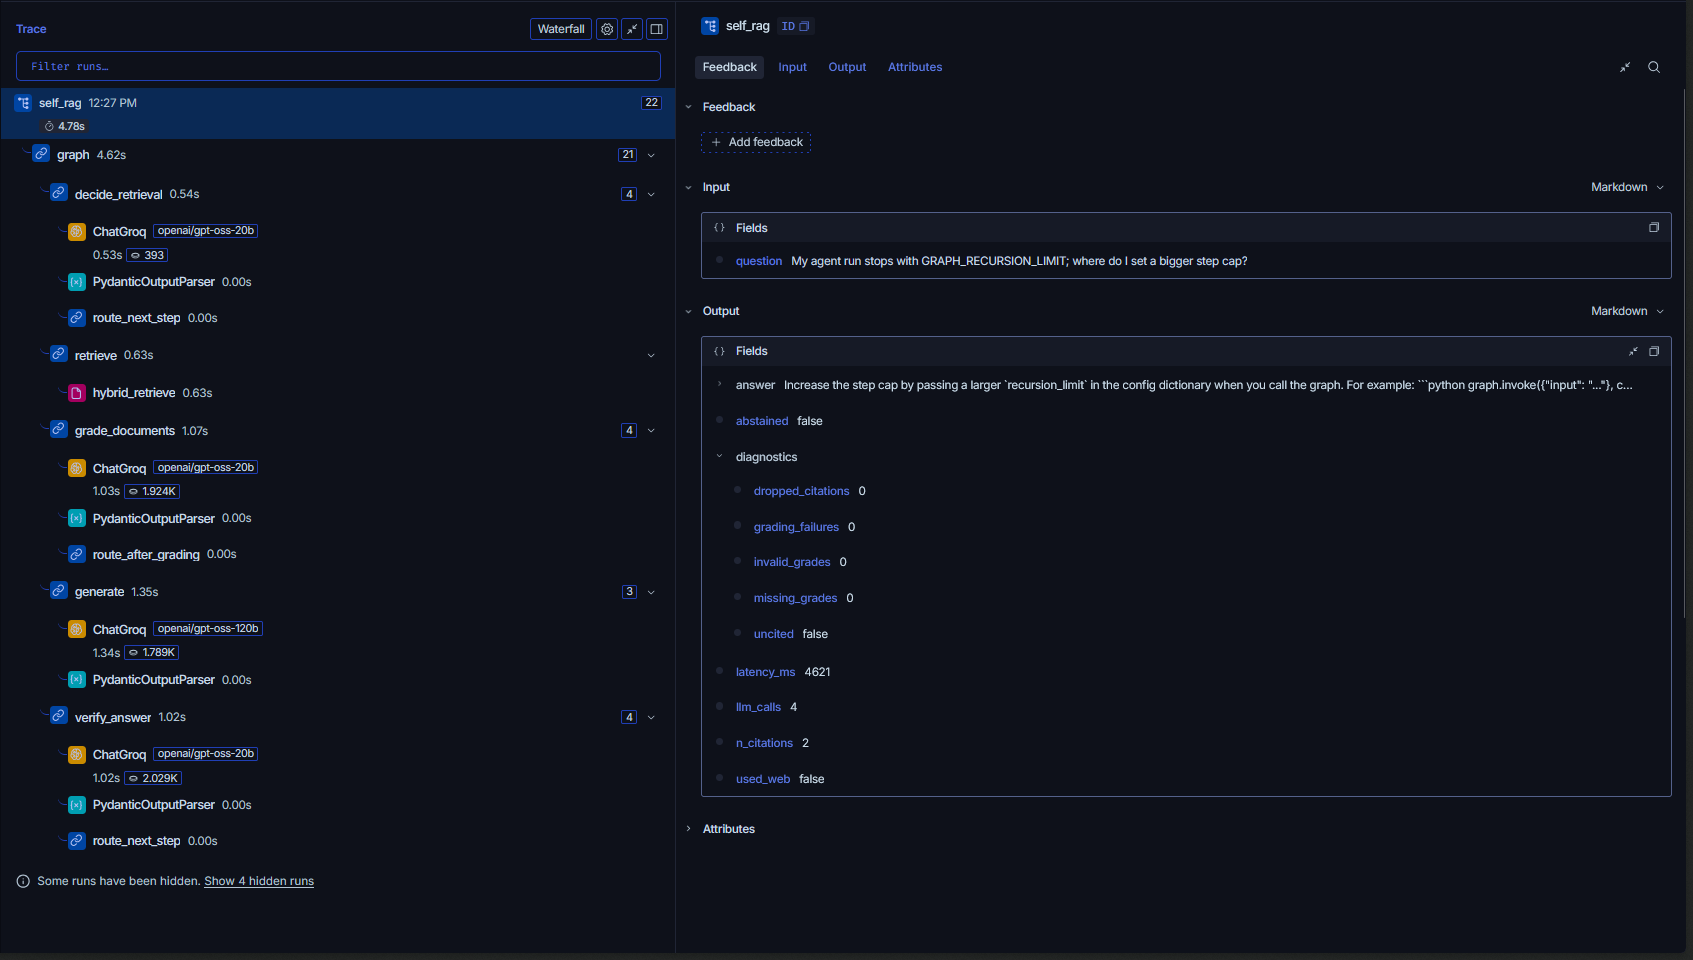 Trace
Waterfall
Filter runs…
self_rag 12:27 PM 22
4.78s
graph 4.62s 21
decide_retrieval 0.54s 4
ChatGroq openai/gpt-oss-20b
0.53s 393
PydanticOutputParser 0.00s
route_next_step 0.00s
retrieve 0.63s
hybrid_retrieve 0.63s
grade_documents 1.07s 4
ChatGroq openai/gpt-oss-20b
1.03s 1.924K
PydanticOutputParser 0.00s
route_after_grading 0.00s
generate 1.35s 3
ChatGroq openai/gpt-oss-120b
1.34s 1.789K
PydanticOutputParser 0.00s
verify_answer 1.02s 4
ChatGroq openai/gpt-oss-20b
1.02s 2.029K
PydanticOutputParser 0.00s
route_next_step 0.00s
Some runs have been hidden. Show 4 hidden runs
self_rag ID
Feedback Input Output Attributes
Feedback
+ Add feedback
Input Markdown
{} Fields
question My agent run stops with GRAPH_RECURSION_LIMIT; where do I set a bigger step cap?
Output Markdown
{} Fields
answer Increase the step cap by passing a larger `recursion_limit` in the config dictionary when you call the graph. For example: ```python graph.invoke({"input": "..."}, c...
abstained false
diagnostics
dropped_citations 0
grading_failures 0
invalid_grades 0
missing_grades 0
uncited false
latency_ms 4621
llm_calls 4
n_citations 2
used_web false
Attributes